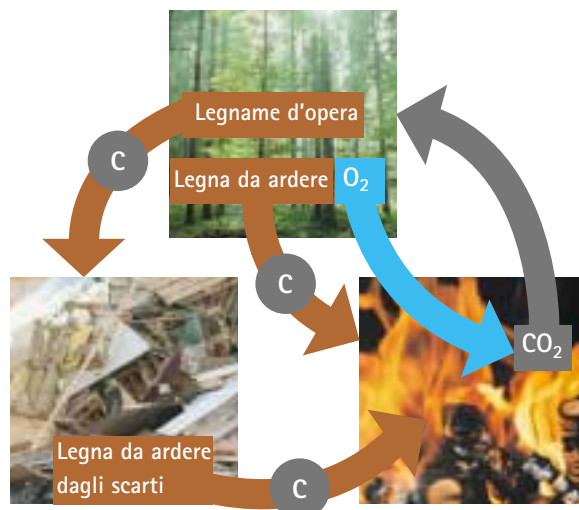 Legname d'opera
C
Legna da ardere
O₂
C
CO₂
Legna da ardere
dagli scarti
C